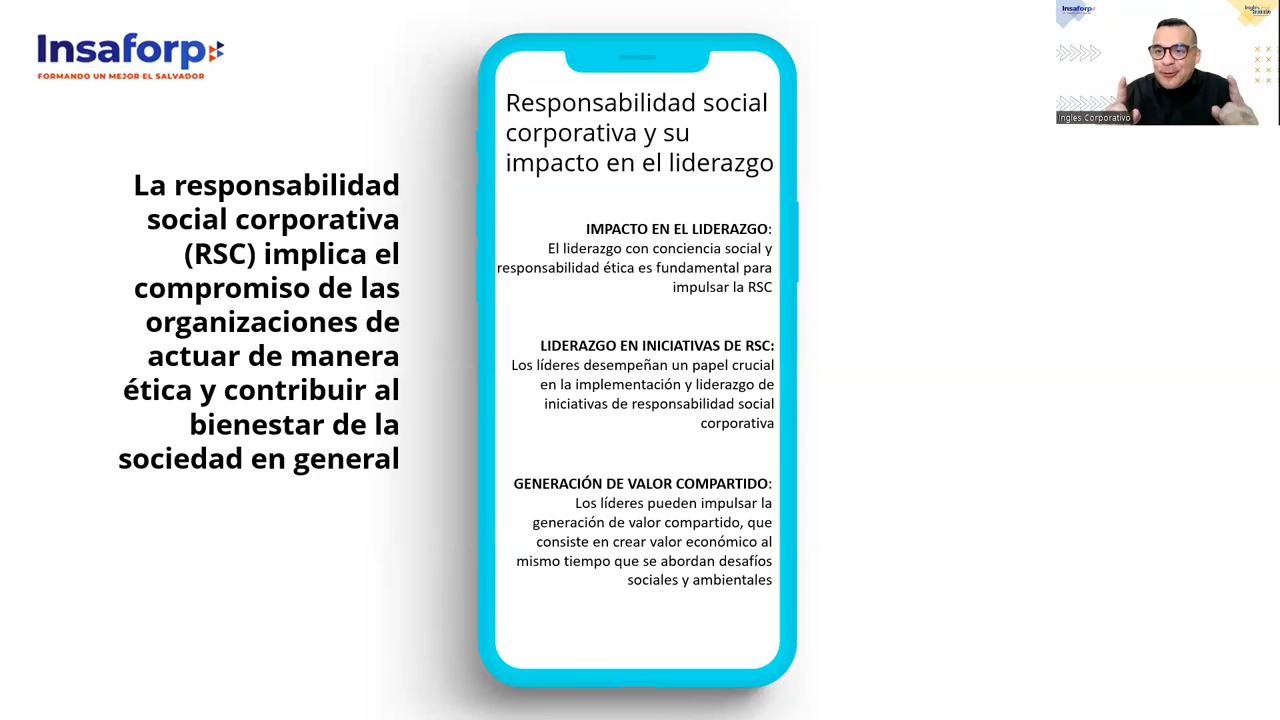 Insaforp
FORMANDO UN MEJOR EL SALVADOR
La responsabilidad
social corporativa
(RSC) implica el
compromiso de las
organizaciones de
actuar de manera
ética y contribuir al
bienestar de la
sociedad en general
Responsabilidad social
corporativa y su
impacto en el liderazgo
IMPACTO EN EL LIDERAZGO:
El liderazgo con conciencia social y
responsabilidad ética es fundamental para
impulsar la RSC
LIDERAZGO EN INICIATIVAS DE RSC:
Los líderes desempeñan un papel crucial
en la implementación y liderazgo de
iniciativas de responsabilidad social
corporativa
GENERACIÓN DE VALOR COMPARTIDO:
Los líderes pueden impulsar la
generación de valor compartido, que
consiste en crear valor económico al
mismo tiempo que se abordan desafíos
sociales y ambientales
Insaforp
Ingles Corporativo